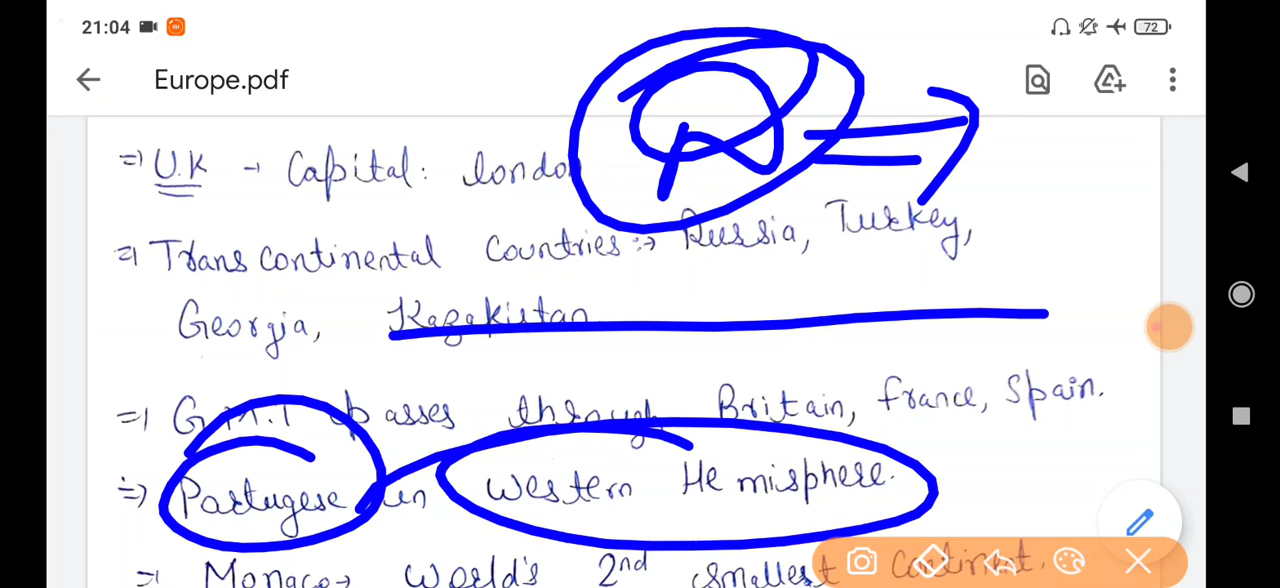 21:04 72
Europe.pdf
⇒ U.K → Capital: london
⇒ Trans continental Countries :→ Russia, Turkey,
Georgia, Kazakistan
⇒ G.M.T passes through Britain, france, Spain.
⇒ Partugese in Western Hemisphere.
⇒ Monaco → World's 2nd smallest Continent.